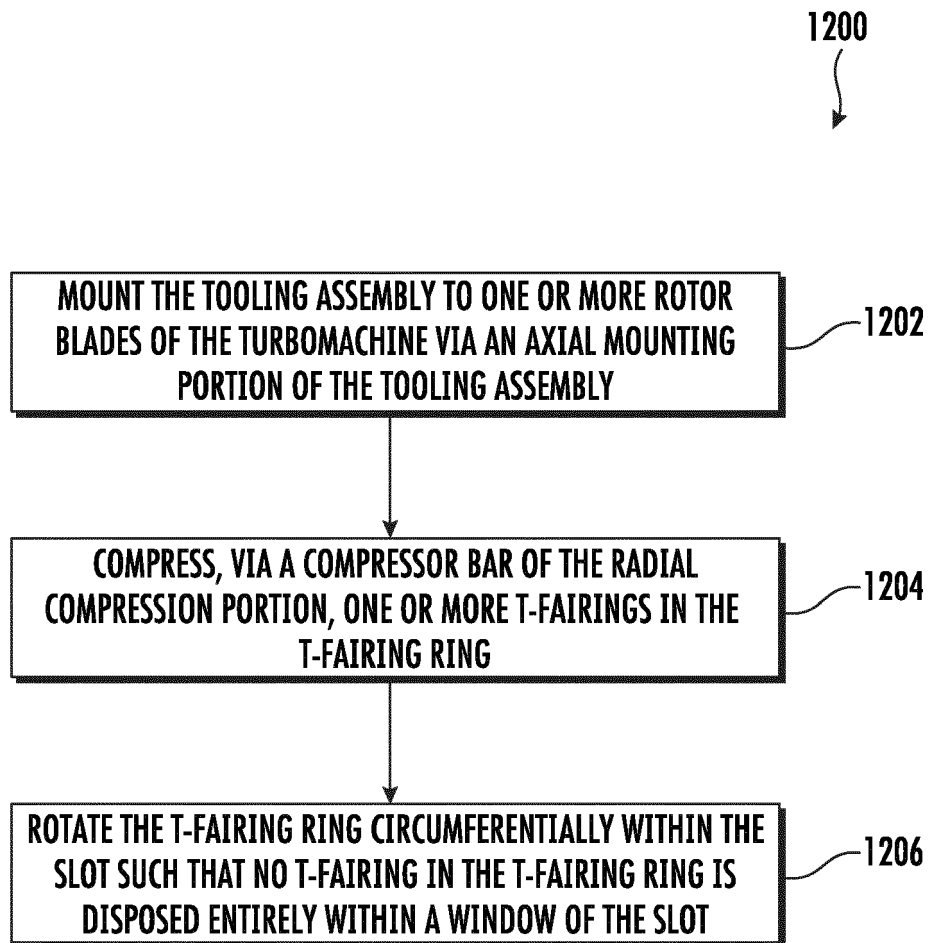 1200
MOUNT THE TOOLING ASSEMBLY TO ONE OR MORE ROTOR
BLADES OF THE TURBOMACHINE VIA AN AXIAL MOUNTING
PORTION OF THE TOOLING ASSEMBLY
1202
COMPRESS, VIA A COMPRESSOR BAR OF THE RADIAL
COMPRESSION PORTION, ONE OR MORE T-FAIRINGS IN THE
T-FAIRING RING
1204
ROTATE THE T-FAIRING RING CIRCUMFERENTIALLY WITHIN THE
SLOT SUCH THAT NO T-FAIRING IN THE T-FAIRING RING IS
DISPOSED ENTIRELY WITHIN A WINDOW OF THE SLOT
1206